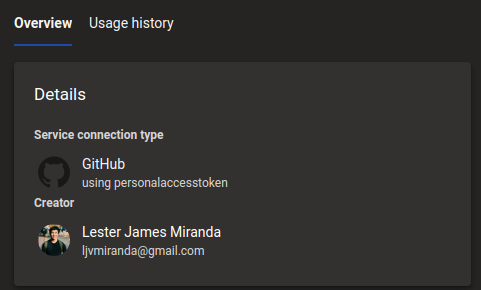 Overview Usage history
Details
Service connection type
GitHub
using personalaccesstoken
Creator
Lester James Miranda
ljvmiranda@gmail.com